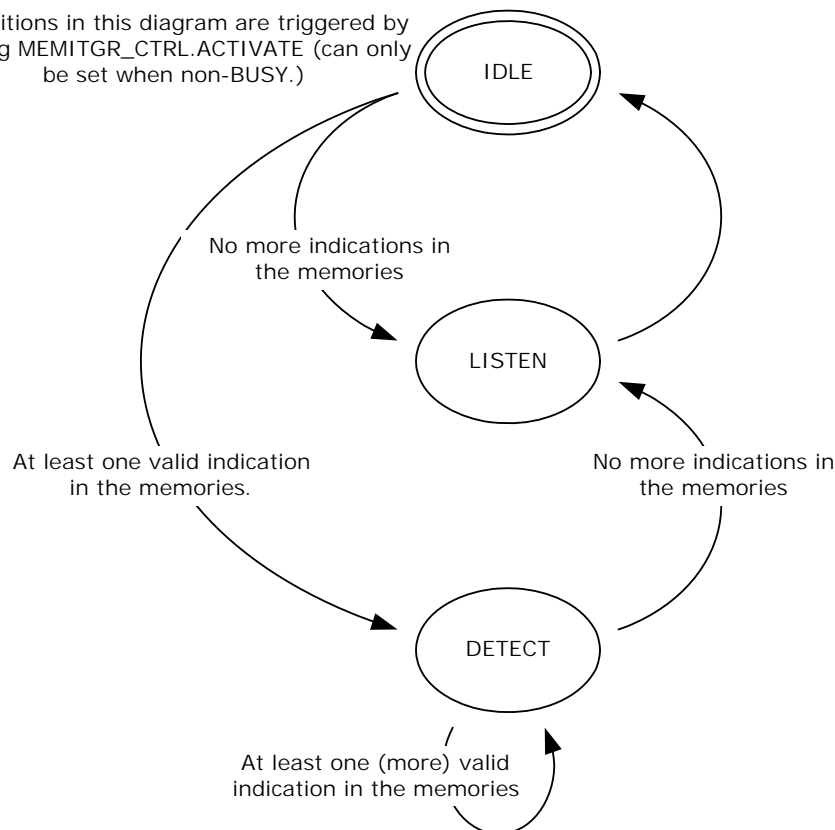 in this diagram are triggered by
MEMITGR_CTRL.ACTIVATE (can only
be set when non-BUSY.)
IDLE
No more indications in
the memories
LISTEN
At least one valid indication
in the memories.
No more indications in
the memories
DETECT
At least one (more) valid
indication in the memories